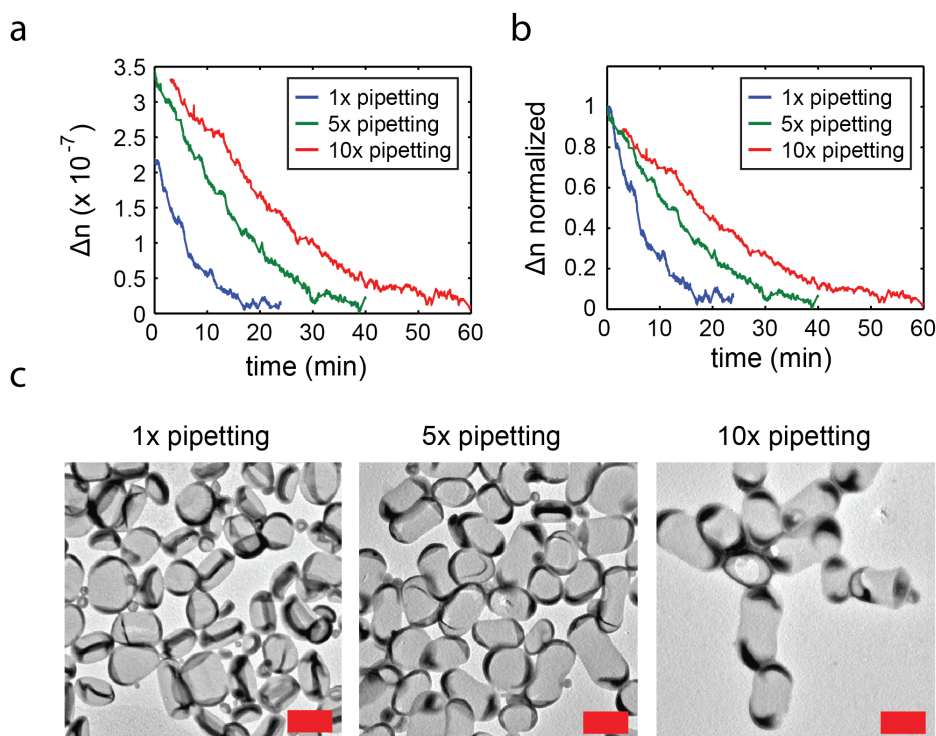 a
b
3.5
3
2.5
2
1.5
1
0.5
0
0 10 20 30 40 50 60
Δn (x 10⁻⁷)
time (min)
1x pipetting
5x pipetting
10x pipetting
1
0.8
0.6
0.4
0.2
0
0 10 20 30 40 50 60
Δn normalized
time (min)
1x pipetting
5x pipetting
10x pipetting
c
1x pipetting
5x pipetting
10x pipetting